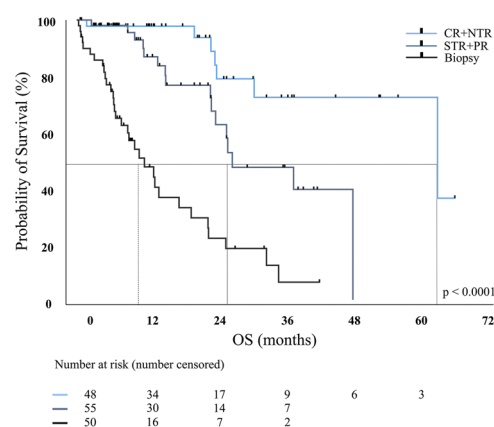 100
80
60
40
20
0
Probability of Survival (%)
CR+NTR
STR+PR
Biopsy
p < 0.0001
0 12 24 36 48 60 72
OS (months)
Number at risk (number censored)
48 34 17 9 6 3
55 30 14 7
50 16 7 2